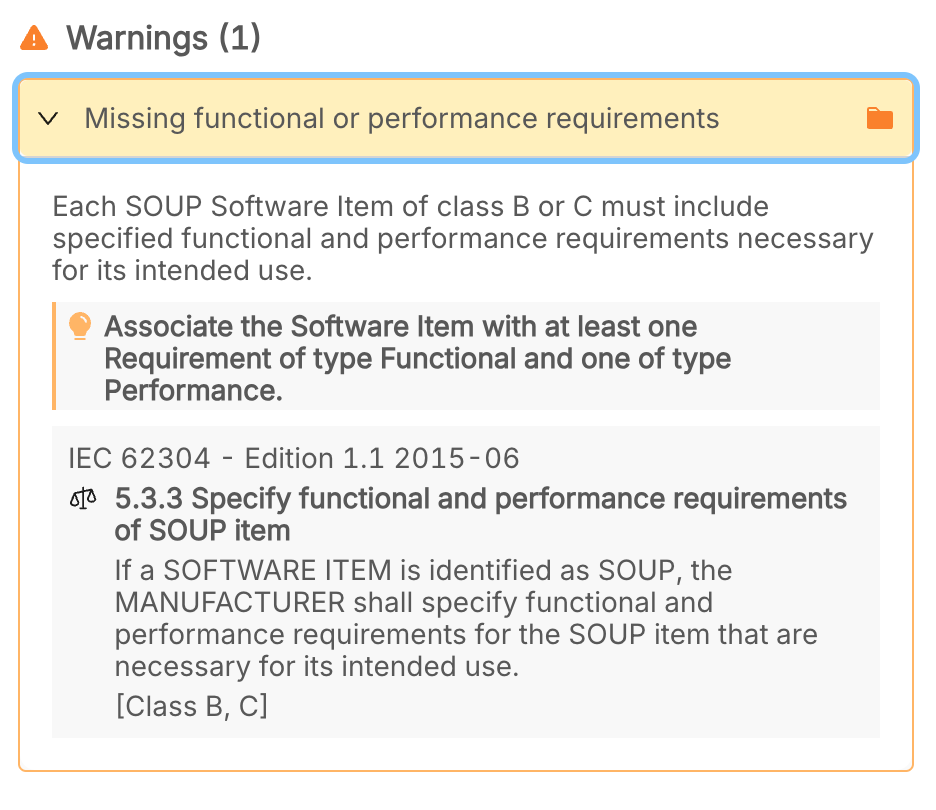 Warnings (1)
Missing functional or performance requirements
Each SOUP Software Item of class B or C must include
specified functional and performance requirements necessary
for its intended use.
Associate the Software Item with at least one
Requirement of type Functional and one of type
Performance.
IEC 62304 - Edition 1.1 2015-06
5.3.3 Specify functional and performance requirements
of SOUP item
If a SOFTWARE ITEM is identified as SOUP, the
MANUFACTURER shall specify functional and
performance requirements for the SOUP item that are
necessary for its intended use.
[Class B, C]